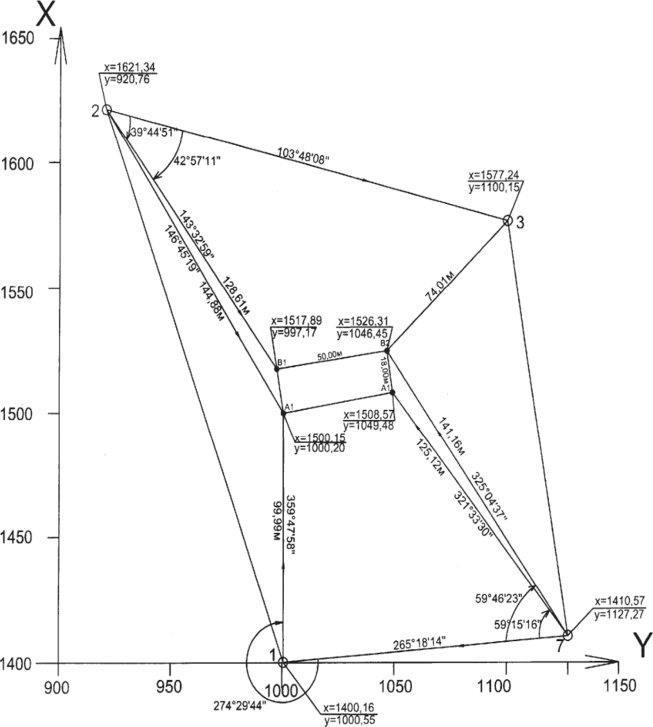 X
1650
x=1621,34
y=920,76
2
39°44'51"
42°57'11"
103°48'08"
1600
x=1577,24
y=1100,15
3
143°32'59"
146°45'19"
128,61м
144,88м
74,01м
1550
x=1517,89
y=997,17
x=1526,31
y=1046,45
B1
50,00м
B2
18,00м
A1
A1
1500
x=1508,57
y=1049,48
x=1500,15
y=1000,20
141,16м
125,12м
325°04'37"
321°33'30"
359°47'58"
99,99м
1450
59°46'23"
59°15'16"
x=1410,57
y=1127,27
7
265°18'14"
Y
1
1400
900
950
1000
1050
1100
1150
274°29'44"
x=1400,16
y=1000,55